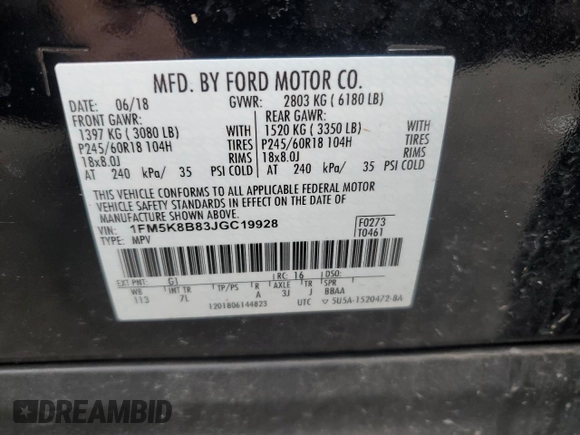 MFD. BY FORD MOTOR CO.
DATE: 06/18 GVWR: 2803 KG ( 6180 LB)
FRONT GAWR: REAR GAWR:
1397 KG ( 3080 LB) WITH 1520 KG ( 3350 LB) WITH
P245/60R18 104H TIRES P245/60R18 104H TIRES
18x8.0J RIMS 18x8.0J RIMS
AT 240 kPa/ 35 PSI COLD AT 240 kPa/ 35 PSI COLD
THIS VEHICLE CONFORMS TO ALL APPLICABLE FEDERAL MOTOR
VEHICLE SAFETY STANDARDS IN EFFECT ON THE DATE OF
MANUFACTURE SHOWN ABOVE.
VIN: 1FM5K8B83JGC19928 F0273
TYPE: MPV T0461
EXT PNT: G1 RC: 16 DSO:
WB INT TR TP/PS R AXLE TR SPR
113 7L A 3J J BBAA
1201806144823 UTC 5U5A-1520472-BA
DREAMBID